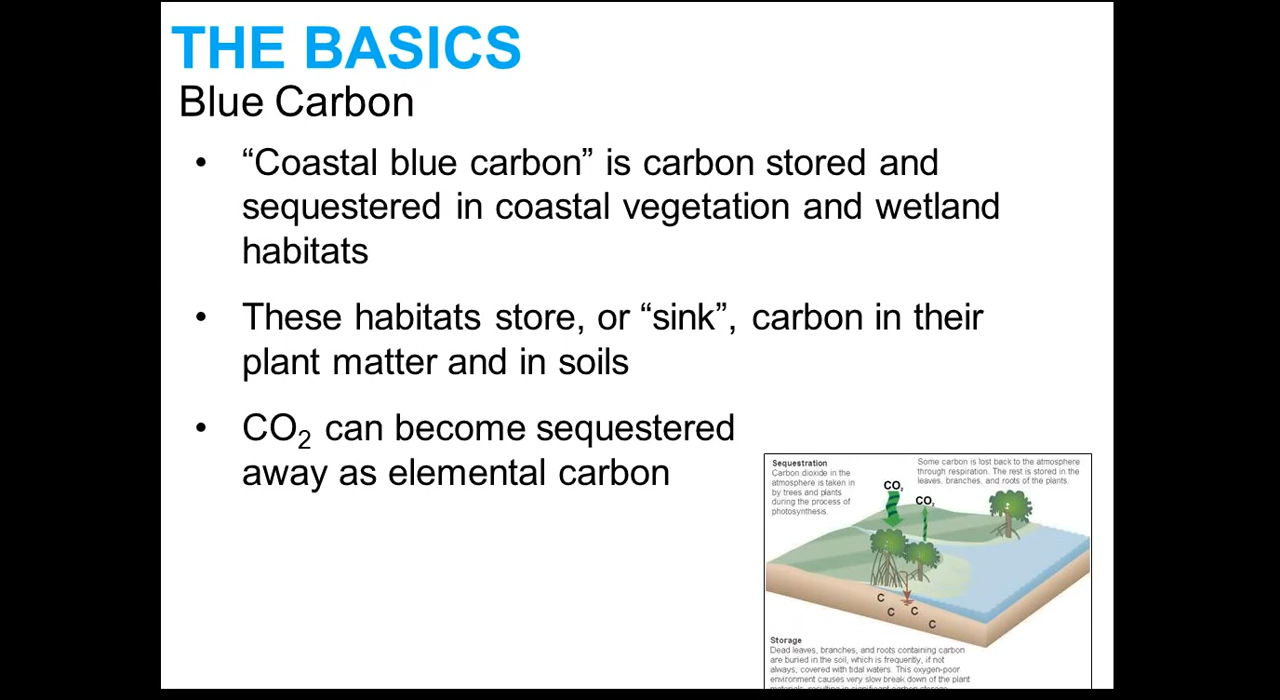 THE BASICS
Blue Carbon
• “Coastal blue carbon” is carbon stored and
sequestered in coastal vegetation and wetland
habitats
• These habitats store, or “sink”, carbon in their
plant matter and in soils
• CO₂ can become sequestered
away as elemental carbon
Sequestration
Carbon dioxide in the
atmosphere is taken in
by trees and plants
during the process of
photosynthesis.
Some carbon is lost back to the atmosphere
through respiration. The rest is stored in the
leaves, branches, and roots of the plants
CO₂
CO₂
C
C
C
C
Storage
Dead leaves, branches, and roots containing carbon
are buried in the soil, which is frequently, if not
always, covered with tidal waters. This oxygen-poor
environment causes very slow break down of the plant
materials, resulting in significant carbon storage.